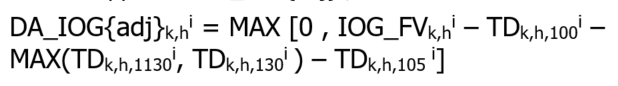 DA_IOG{adj}k,hⁱ = MAX [0 , IOG_FVk,hⁱ – TDk,h,100ⁱ –
MAX(TDk,h,1130ⁱ, TDk,h,130ⁱ ) – TDk,h,105 ⁱ]